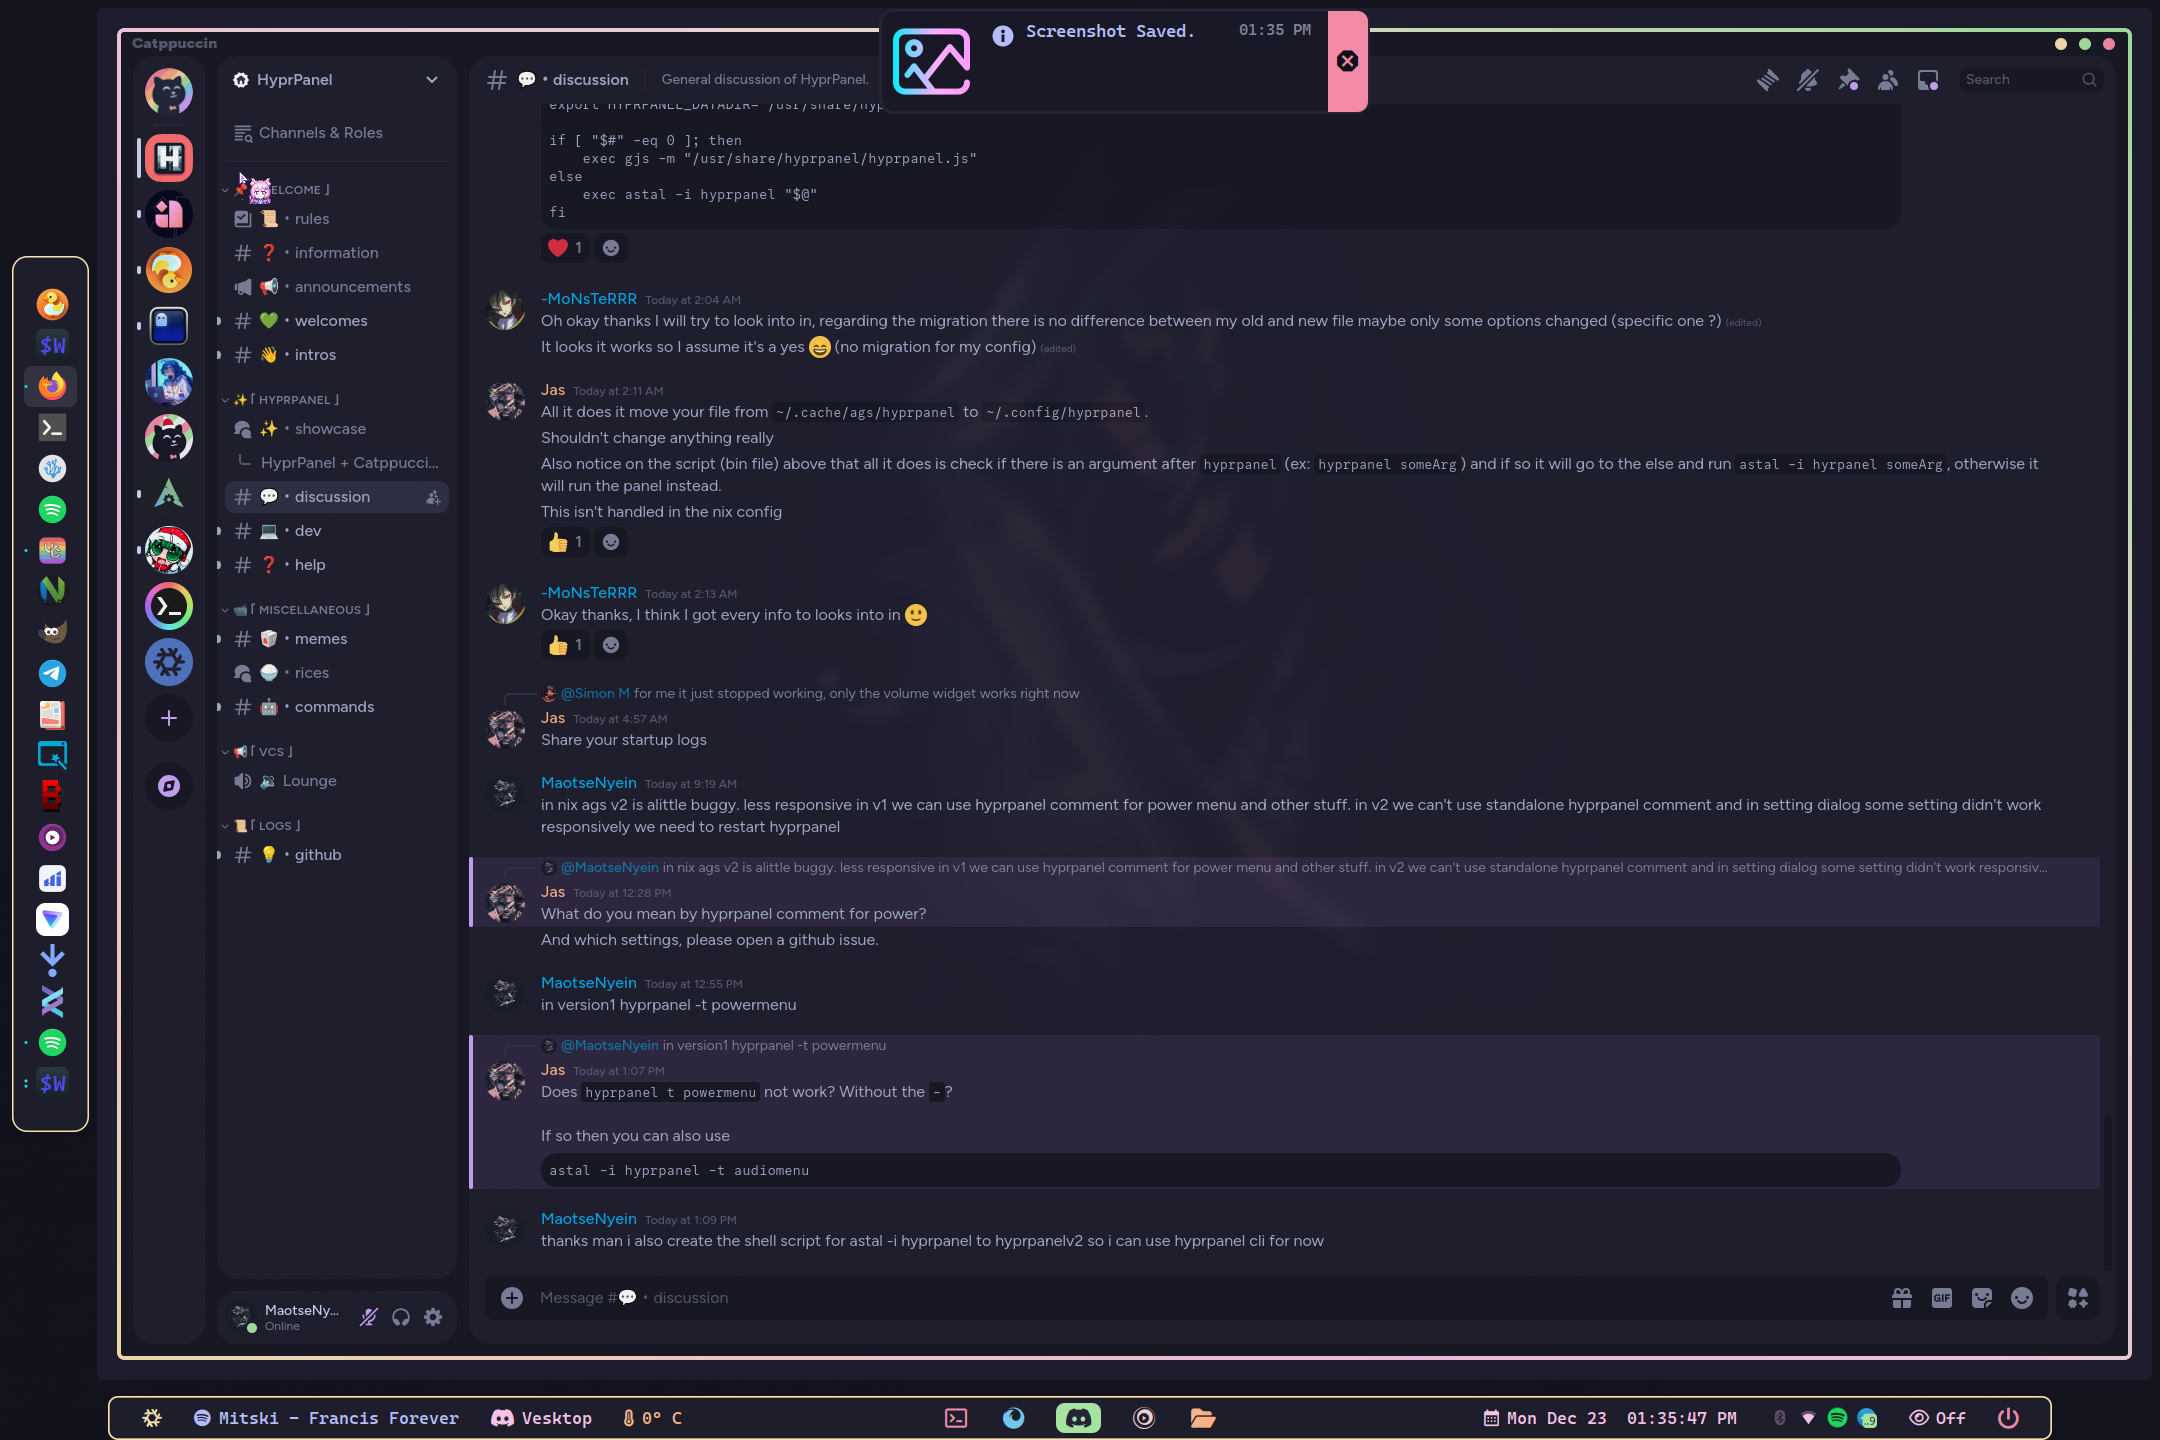 Screenshot Saved.
01:35 PM
Catppuccin
HyprPanel
Channels & Roles
ELCOME 」
• rules
• information
• announcements
• welcomes
• intros
「 HYPRPANEL 」
• showcase
HyprPanel + Catppucci...
• discussion
• dev
• help
「 MISCELLANEOUS 」
• memes
• rices
• commands
「 VCS 」
Lounge
「 LOGS 」
• github
MaotseNy...
Online
• discussion
General discussion of HyprPanel.
Search
if [ "$#" -eq 0 ]; then
exec gjs -m "/usr/share/hyprpanel/hyprpanel.js"
else
exec astal -i hyprpanel "$@"
fi
1
-MoNsTeRRR Today at 2:04 AM
Oh okay thanks I will try to look into in, regarding the migration there is no difference between my old and new file maybe only some options changed (specific one ?) (edited)
It looks it works so I assume it's a yes 😄 (no migration for my config) (edited)
Jas Today at 2:11 AM
All it does it move your file from ~/.cache/ags/hyprpanel to ~/.config/hyprpanel.
Shouldn't change anything really
Also notice on the script (bin file) above that all it does is check if there is an argument after hyprpanel (ex: hyprpanel someArg) and if so it will go to the else and run astal -i hyrpanel someArg, otherwise it
will run the panel instead.
This isn't handled in the nix config
1
-MoNsTeRRR Today at 2:13 AM
Okay thanks, I think I got every info to looks into in 🙂
1
@Simon M for me it just stopped working, only the volume widget works right now
Jas Today at 4:57 AM
Share your startup logs
MaotseNyein Today at 9:19 AM
in nix ags v2 is alittle buggy. less responsive in v1 we can use hyprpanel comment for power menu and other stuff. in v2 we can't use standalone hyprpanel comment and in setting dialog some setting didn't work
responsively we need to restart hyprpanel
@MaotseNyein in nix ags v2 is alittle buggy. less responsive in v1 we can use hyprpanel comment for power menu and other stuff. in v2 we can't use standalone hyprpanel comment and in setting dialog some setting didn't work responsiv...
Jas Today at 12:28 PM
What do you mean by hyprpanel comment for power?
And which settings, please open a github issue.
MaotseNyein Today at 12:55 PM
in version1 hyprpanel -t powermenu
@MaotseNyein in version1 hyprpanel -t powermenu
Jas Today at 1:07 PM
Does hyprpanel t powermenu not work? Without the -?
If so then you can also use
astal -i hyprpanel -t audiomenu
MaotseNyein Today at 1:09 PM
thanks man i also create the shell script for astal -i hyprpanel to hyprpanelv2 so i can use hyprpanel cli for now
Message #💬 • discussion
GIF
$W
$W
Mitski - Francis Forever
Vesktop
0° C
Mon Dec 23 01:35:47 PM
Off